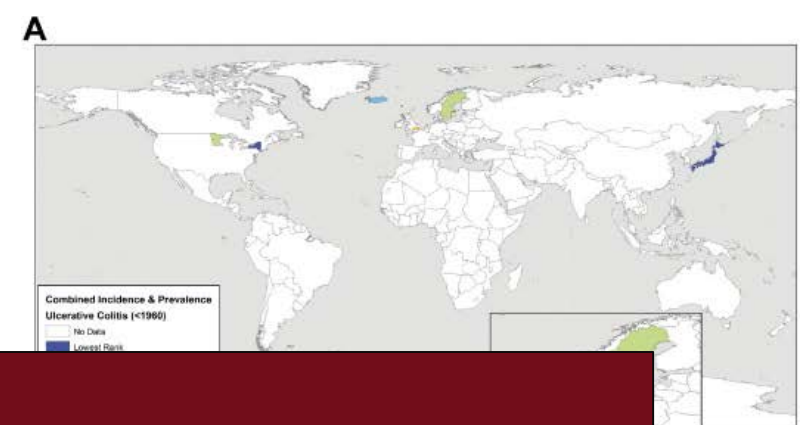 A
Combined Incidence & Prevalence
Ulcerative Colitis (<1960)
No Data
Lowest Rank